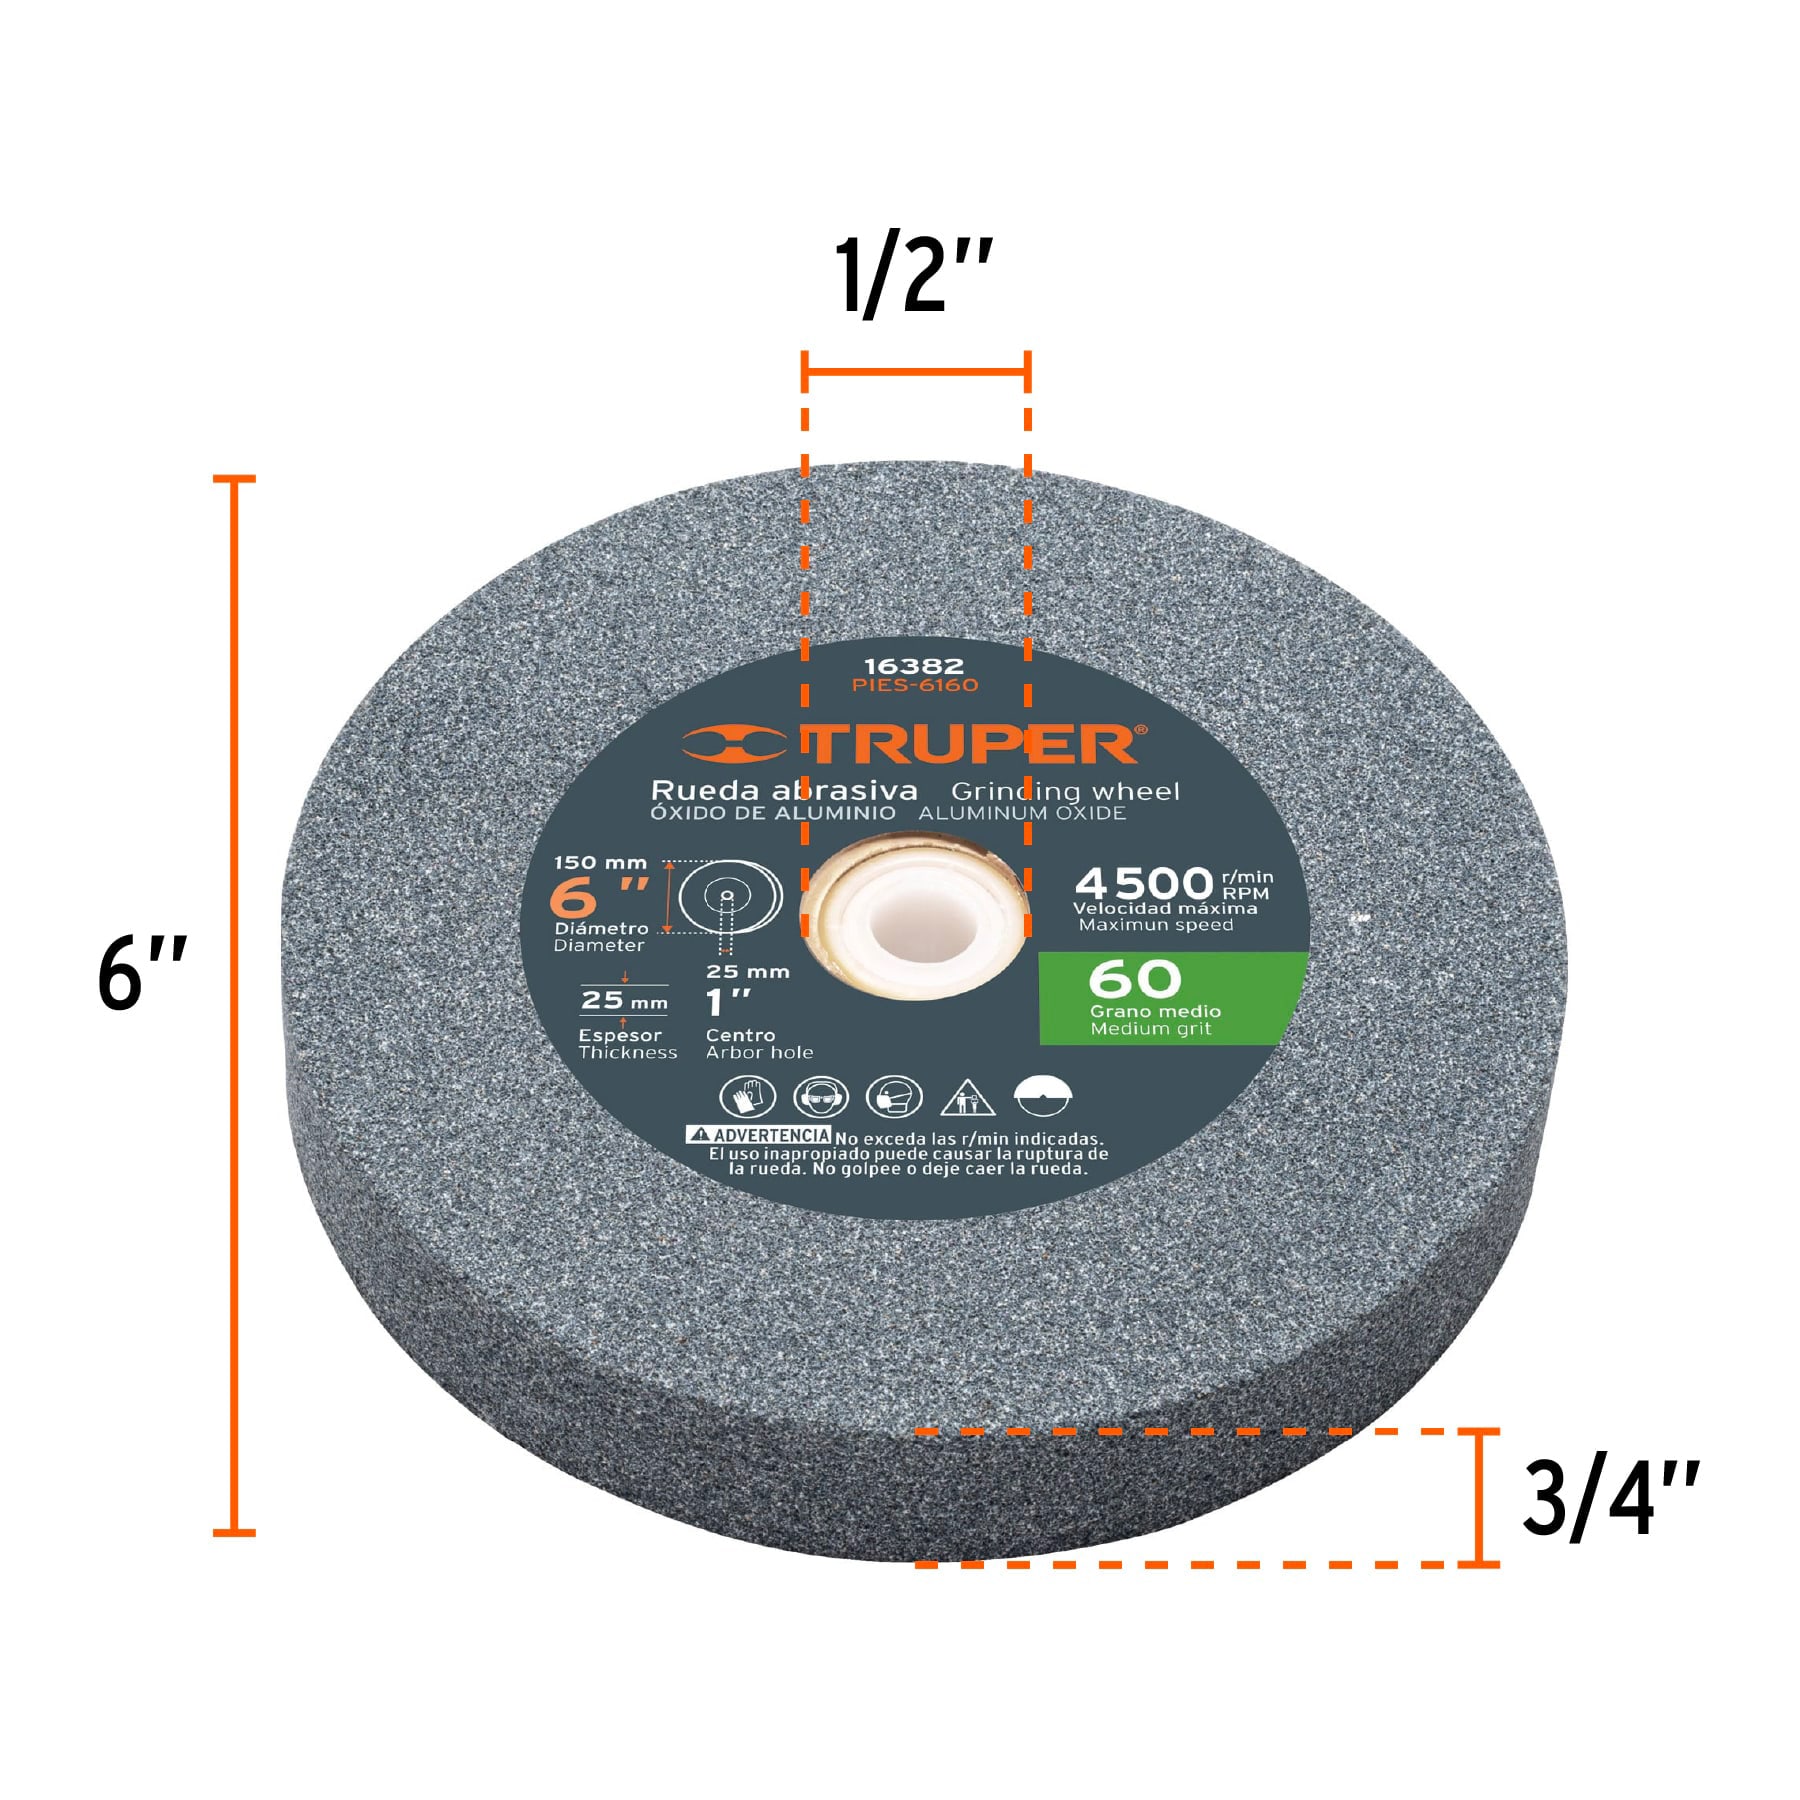 1/2"
16382
PIES-6160
TRUPER®
Rueda abrasiva Grinding wheel
ÓXIDO DE ALUMINIO ALUMINUM OXIDE
150 mm
6"
Diámetro
Diameter
25 mm
Espesor
Thickness
25 mm
1"
Centro
Arbor hole
4500 r/min
RPM
Velocidad máxima
Maximun speed
60
Grano medio
Medium grit
ADVERTENCIA No exceda las r/min indicadas.
El uso inapropiado puede causar la ruptura de
la rueda. No golpee o deje caer la rueda.
6"
3/4"